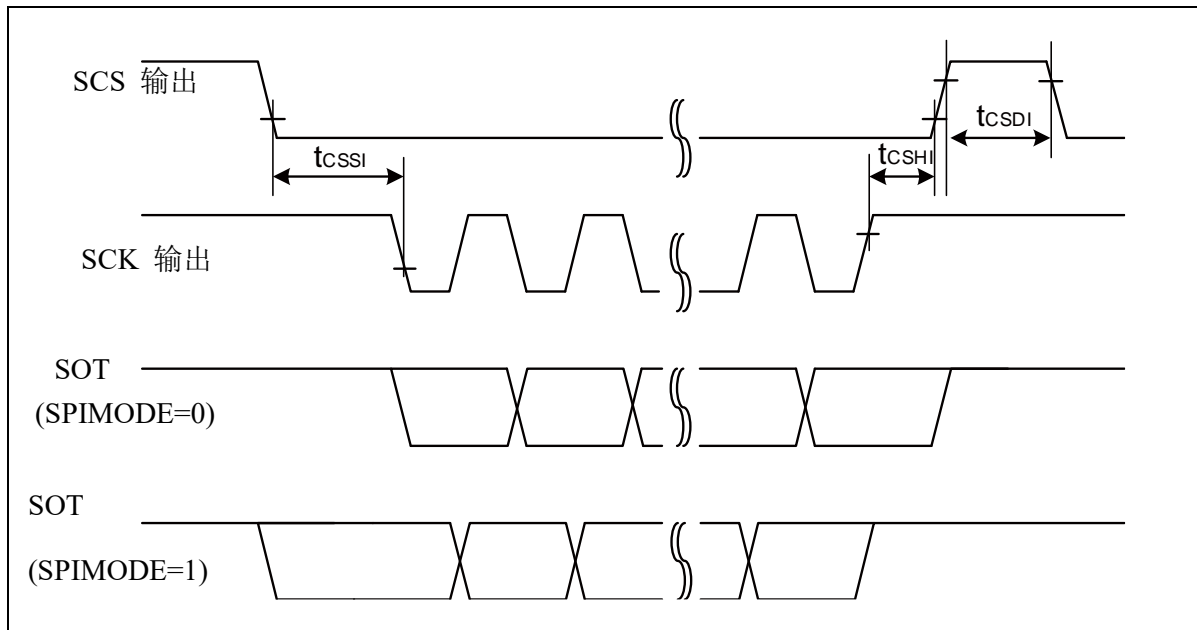 SCS 输出
tCSDI
tCSSI
tCSHI
SCK 输出
SOT
(SPIMODE=0)
SOT
(SPIMODE=1)